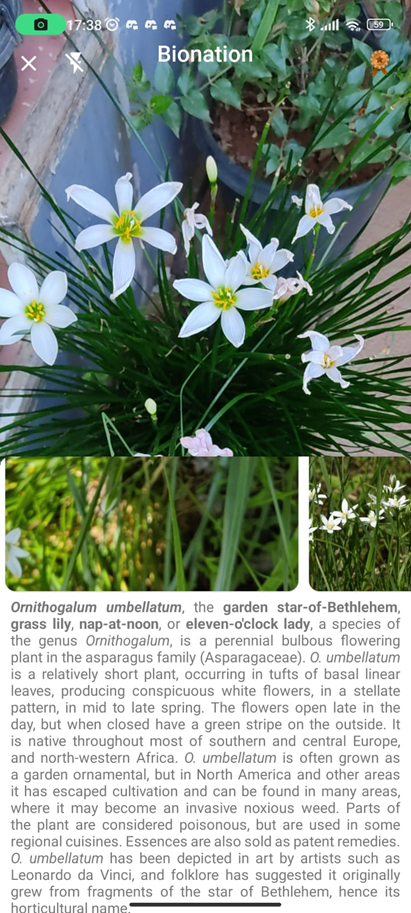 17:38
59
Bionation
Ornithogalum umbellatum, the garden star-of-Bethlehem,
grass lily, nap-at-noon, or eleven-o'clock lady, a species of
the genus Ornithogalum, is a perennial bulbous flowering
plant in the asparagus family (Asparagaceae). O. umbellatum
is a relatively short plant, occurring in tufts of basal linear
leaves, producing conspicuous white flowers, in a stellate
pattern, in mid to late spring. The flowers open late in the
day, but when closed have a green stripe on the outside. It
is native throughout most of southern and central Europe,
and north-western Africa. O. umbellatum is often grown as
a garden ornamental, but in North America and other areas
it has escaped cultivation and can be found in many areas,
where it may become an invasive noxious weed. Parts of
the plant are considered poisonous, but are used in some
regional cuisines. Essences are also sold as patent remedies.
O. umbellatum has been depicted in art by artists such as
Leonardo da Vinci, and folklore has suggested it originally
grew from fragments of the star of Bethlehem, hence its
horticultural name.